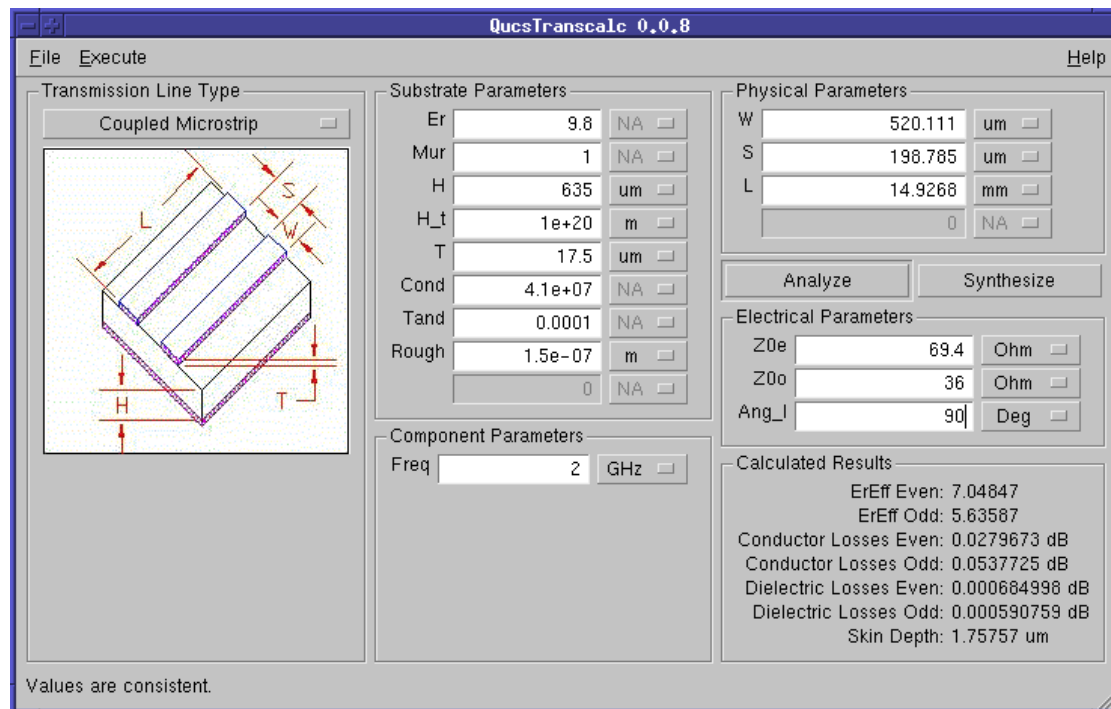 QucsTranscalc 0.0.8
File Execute Help
Transmission Line Type
Coupled Microstrip
L
S
W
H
T
Substrate Parameters
Er 9.8 NA
Mur 1 NA
H 635 um
H_t 1e+20 m
T 17.5 um
Cond 4.1e+07 NA
Tand 0.0001 NA
Rough 1.5e-07 m
0 NA
Component Parameters
Freq 2 GHz
Physical Parameters
W 520.111 um
S 198.785 um
L 14.9268 mm
0 NA
Analyze Synthesize
Electrical Parameters
Z0e 69.4 Ohm
Z0o 36 Ohm
Ang_l 90 Deg
Calculated Results
ErEff Even: 7.04847
ErEff Odd: 5.63587
Conductor Losses Even: 0.0279673 dB
Conductor Losses Odd: 0.0537725 dB
Dielectric Losses Even: 0.000684998 dB
Dielectric Losses Odd: 0.000590759 dB
Skin Depth: 1.75757 um
Values are consistent.